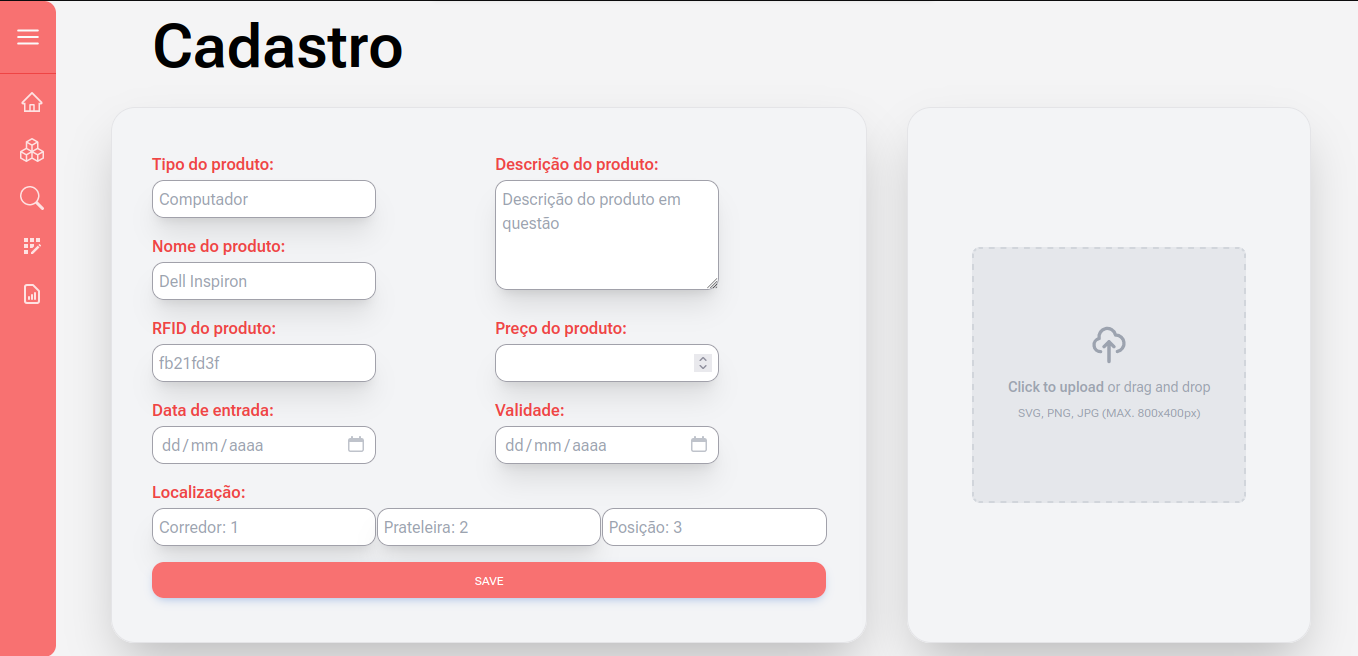 Cadastro
Tipo do produto:
Computador
Nome do produto:
Dell Inspiron
RFID do produto:
fb21fd3f
Data de entrada:
dd/mm/aaaa
Descrição do produto:
Descrição do produto em
questão
Preço do produto:
Validade:
dd/mm/aaaa
Localização:
Corredor: 1
Prateleira: 2
Posição: 3
SAVE
Click to upload or drag and drop
SVG, PNG, JPG (MAX. 800x400px)